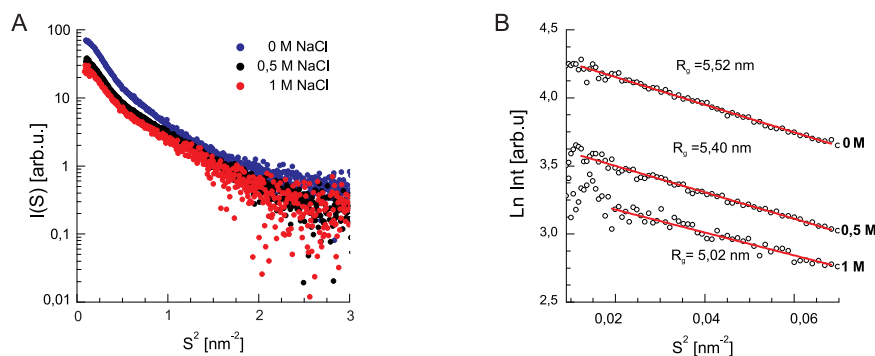 A
I(S) [arb.u.]
100
10
1
0,1
0,01
0 M NaCl
0,5 M NaCl
1 M NaCl
0
1
2
3
S² [nm⁻²]
B
Ln Int [arb.u]
4,5
4,0
3,5
3,0
2,5
Rg =5,52 nm
0 M
Rg =5,40 nm
0,5 M
Rg= 5,02 nm
1 M
0,02
0,04
0,06
S² [nm⁻²]